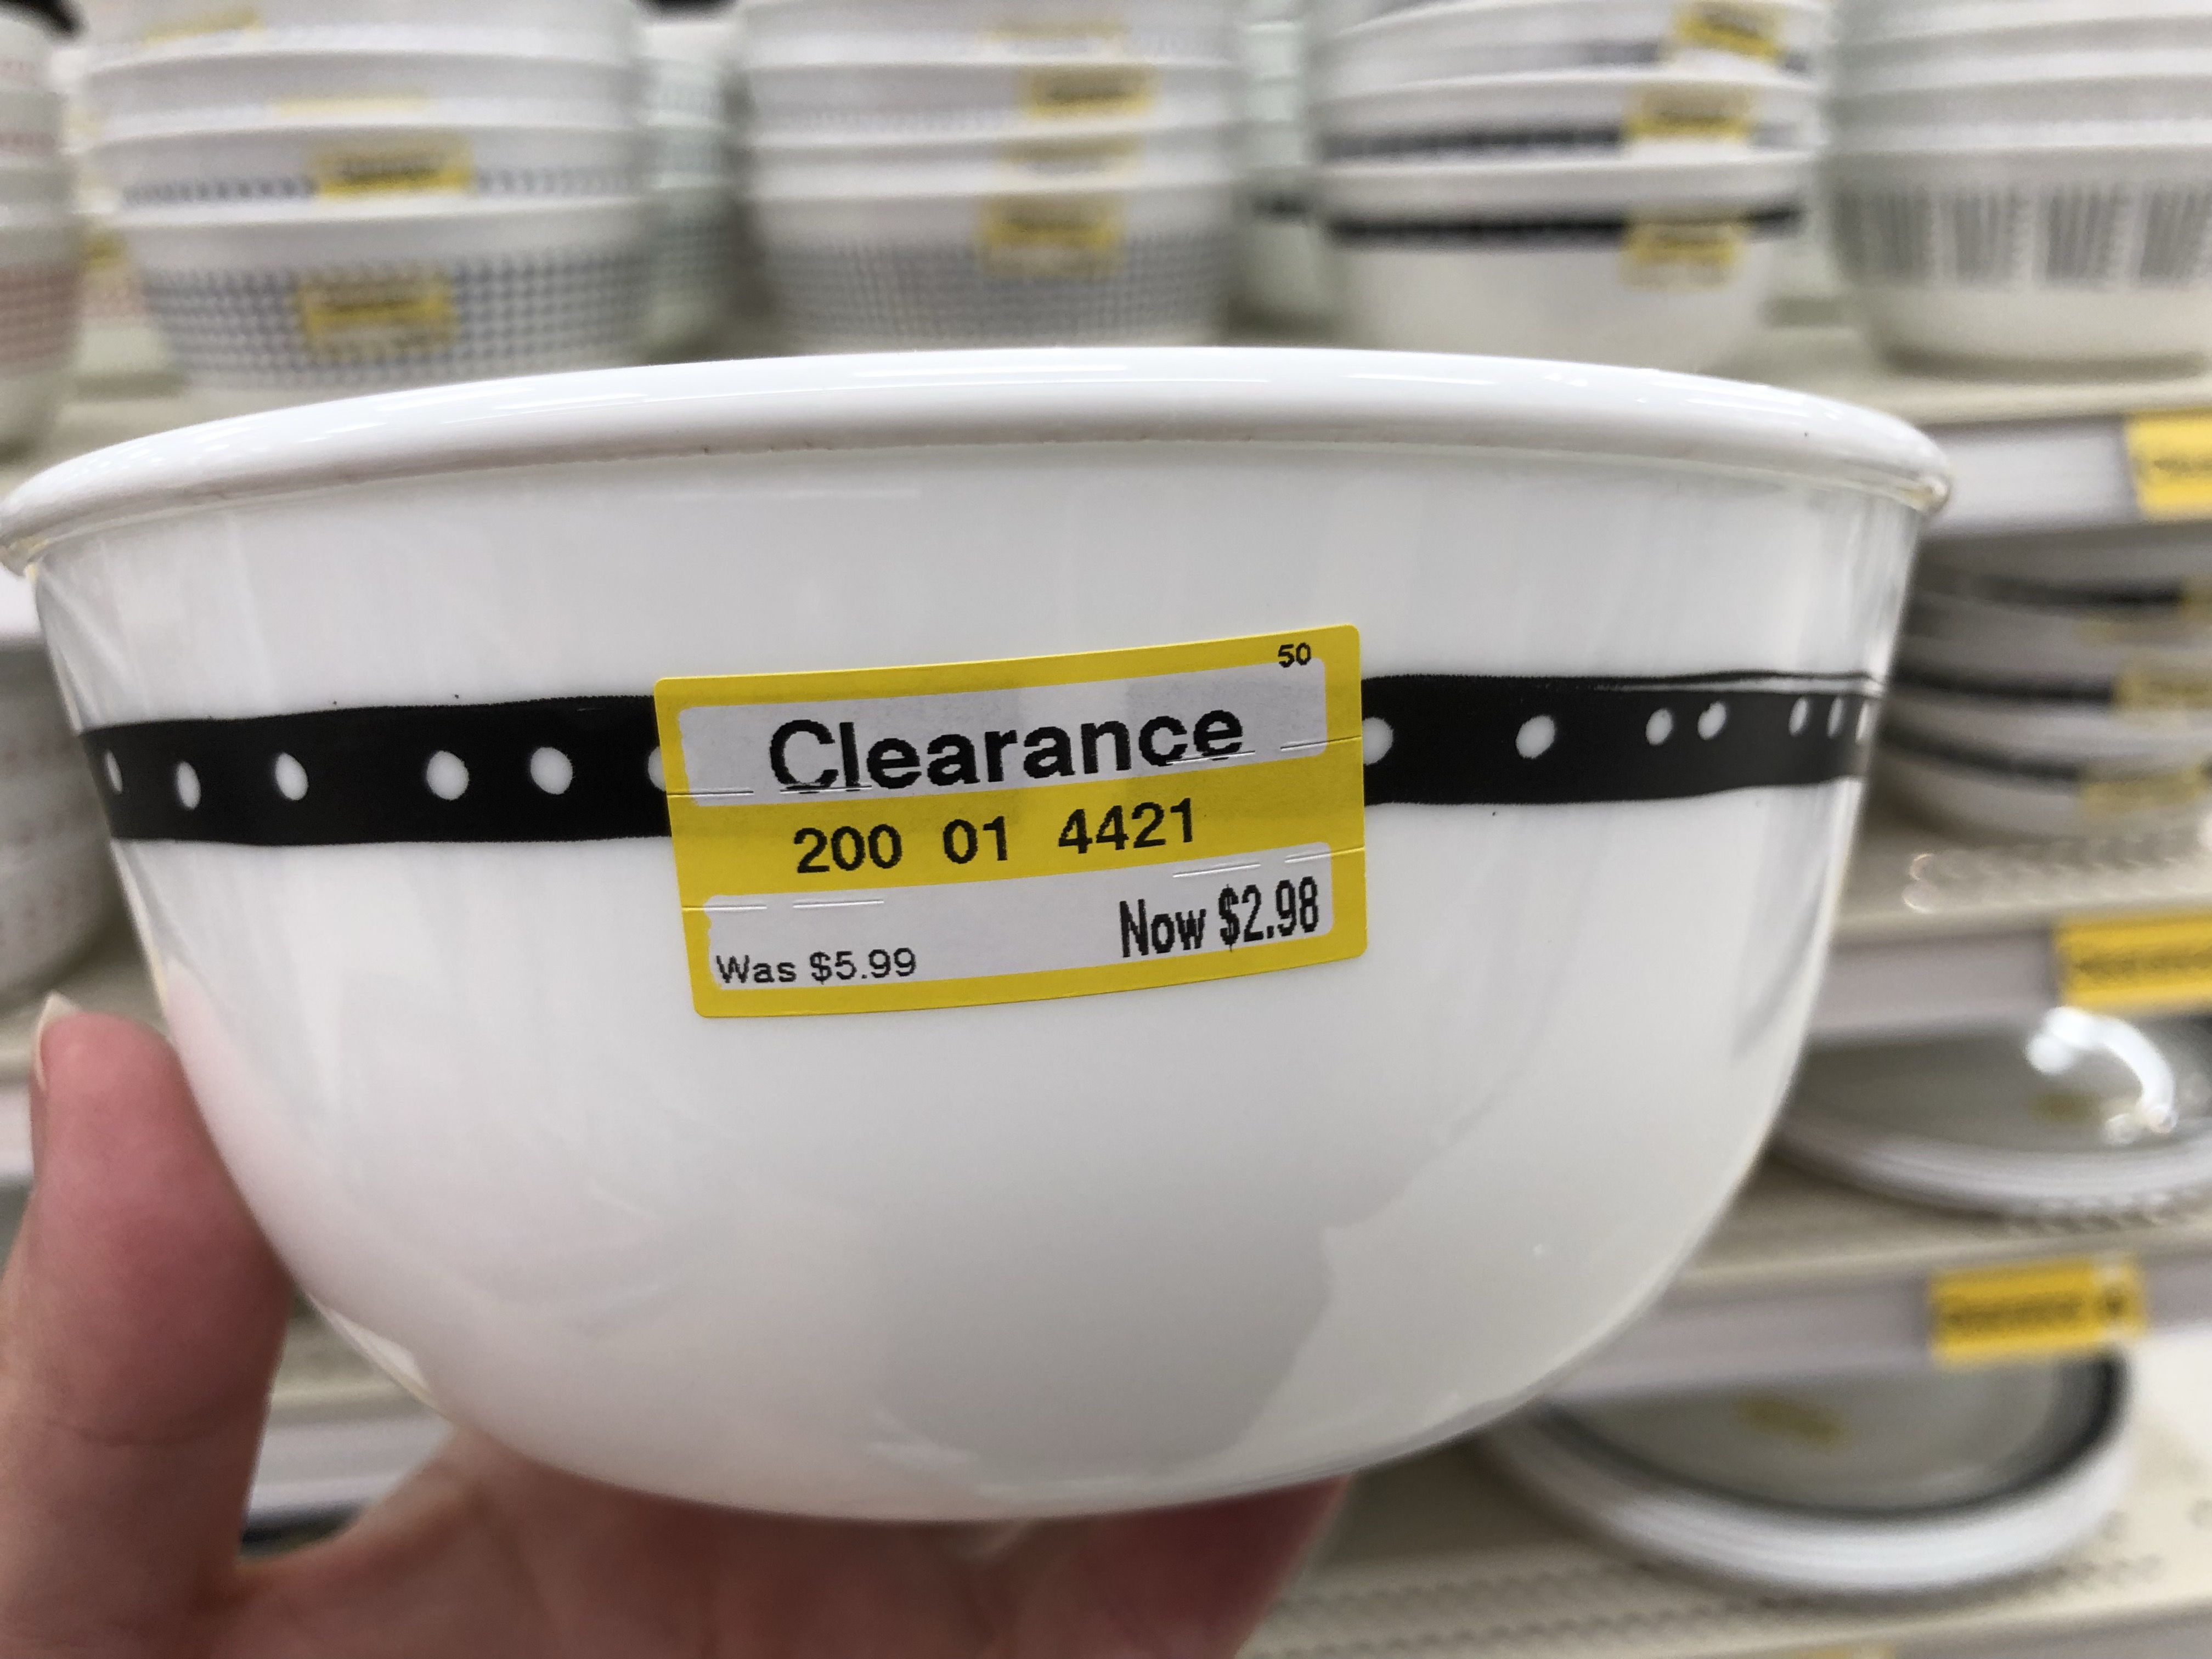 50
Clearance
200 01 4421
Was $5.99 Now $2.98